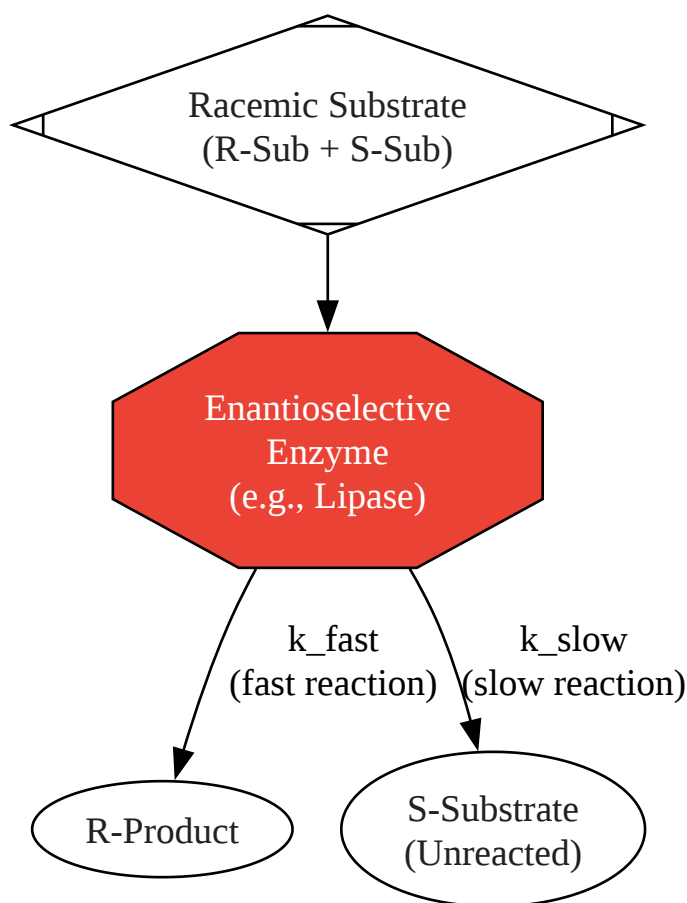 Racemic Substrate
(R-Sub + S-Sub)
Enantioselective
Enzyme
(e.g., Lipase)
k_fast
(fast reaction)
k_slow
(slow reaction)
R-Product
S-Substrate
(Unreacted)